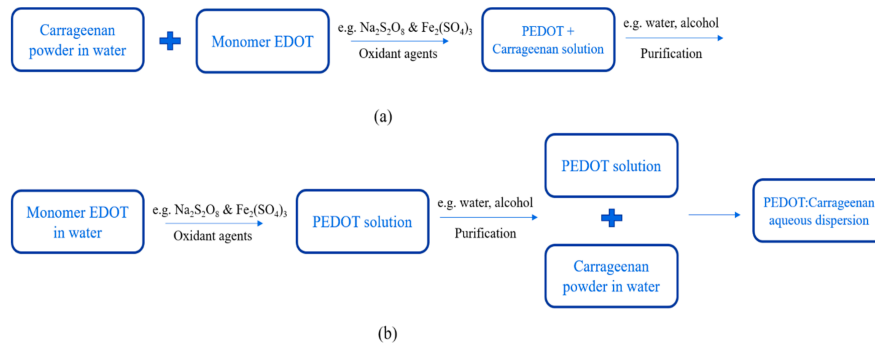 Carrageenan
powder in water
Monomer EDOT
e.g. Na₂S₂O₈ & Fe₂(SO₄)₃
Oxidant agents
PEDOT +
Carrageenan solution
e.g. water, alcohol
Purification
(a)
Monomer EDOT
in water
e.g. Na₂S₂O₈ & Fe₂(SO₄)₃
Oxidant agents
PEDOT solution
e.g. water, alcohol
Purification
PEDOT solution
Carrageenan
powder in water
PEDOT:Carrageenan
aqueous dispersion
(b)